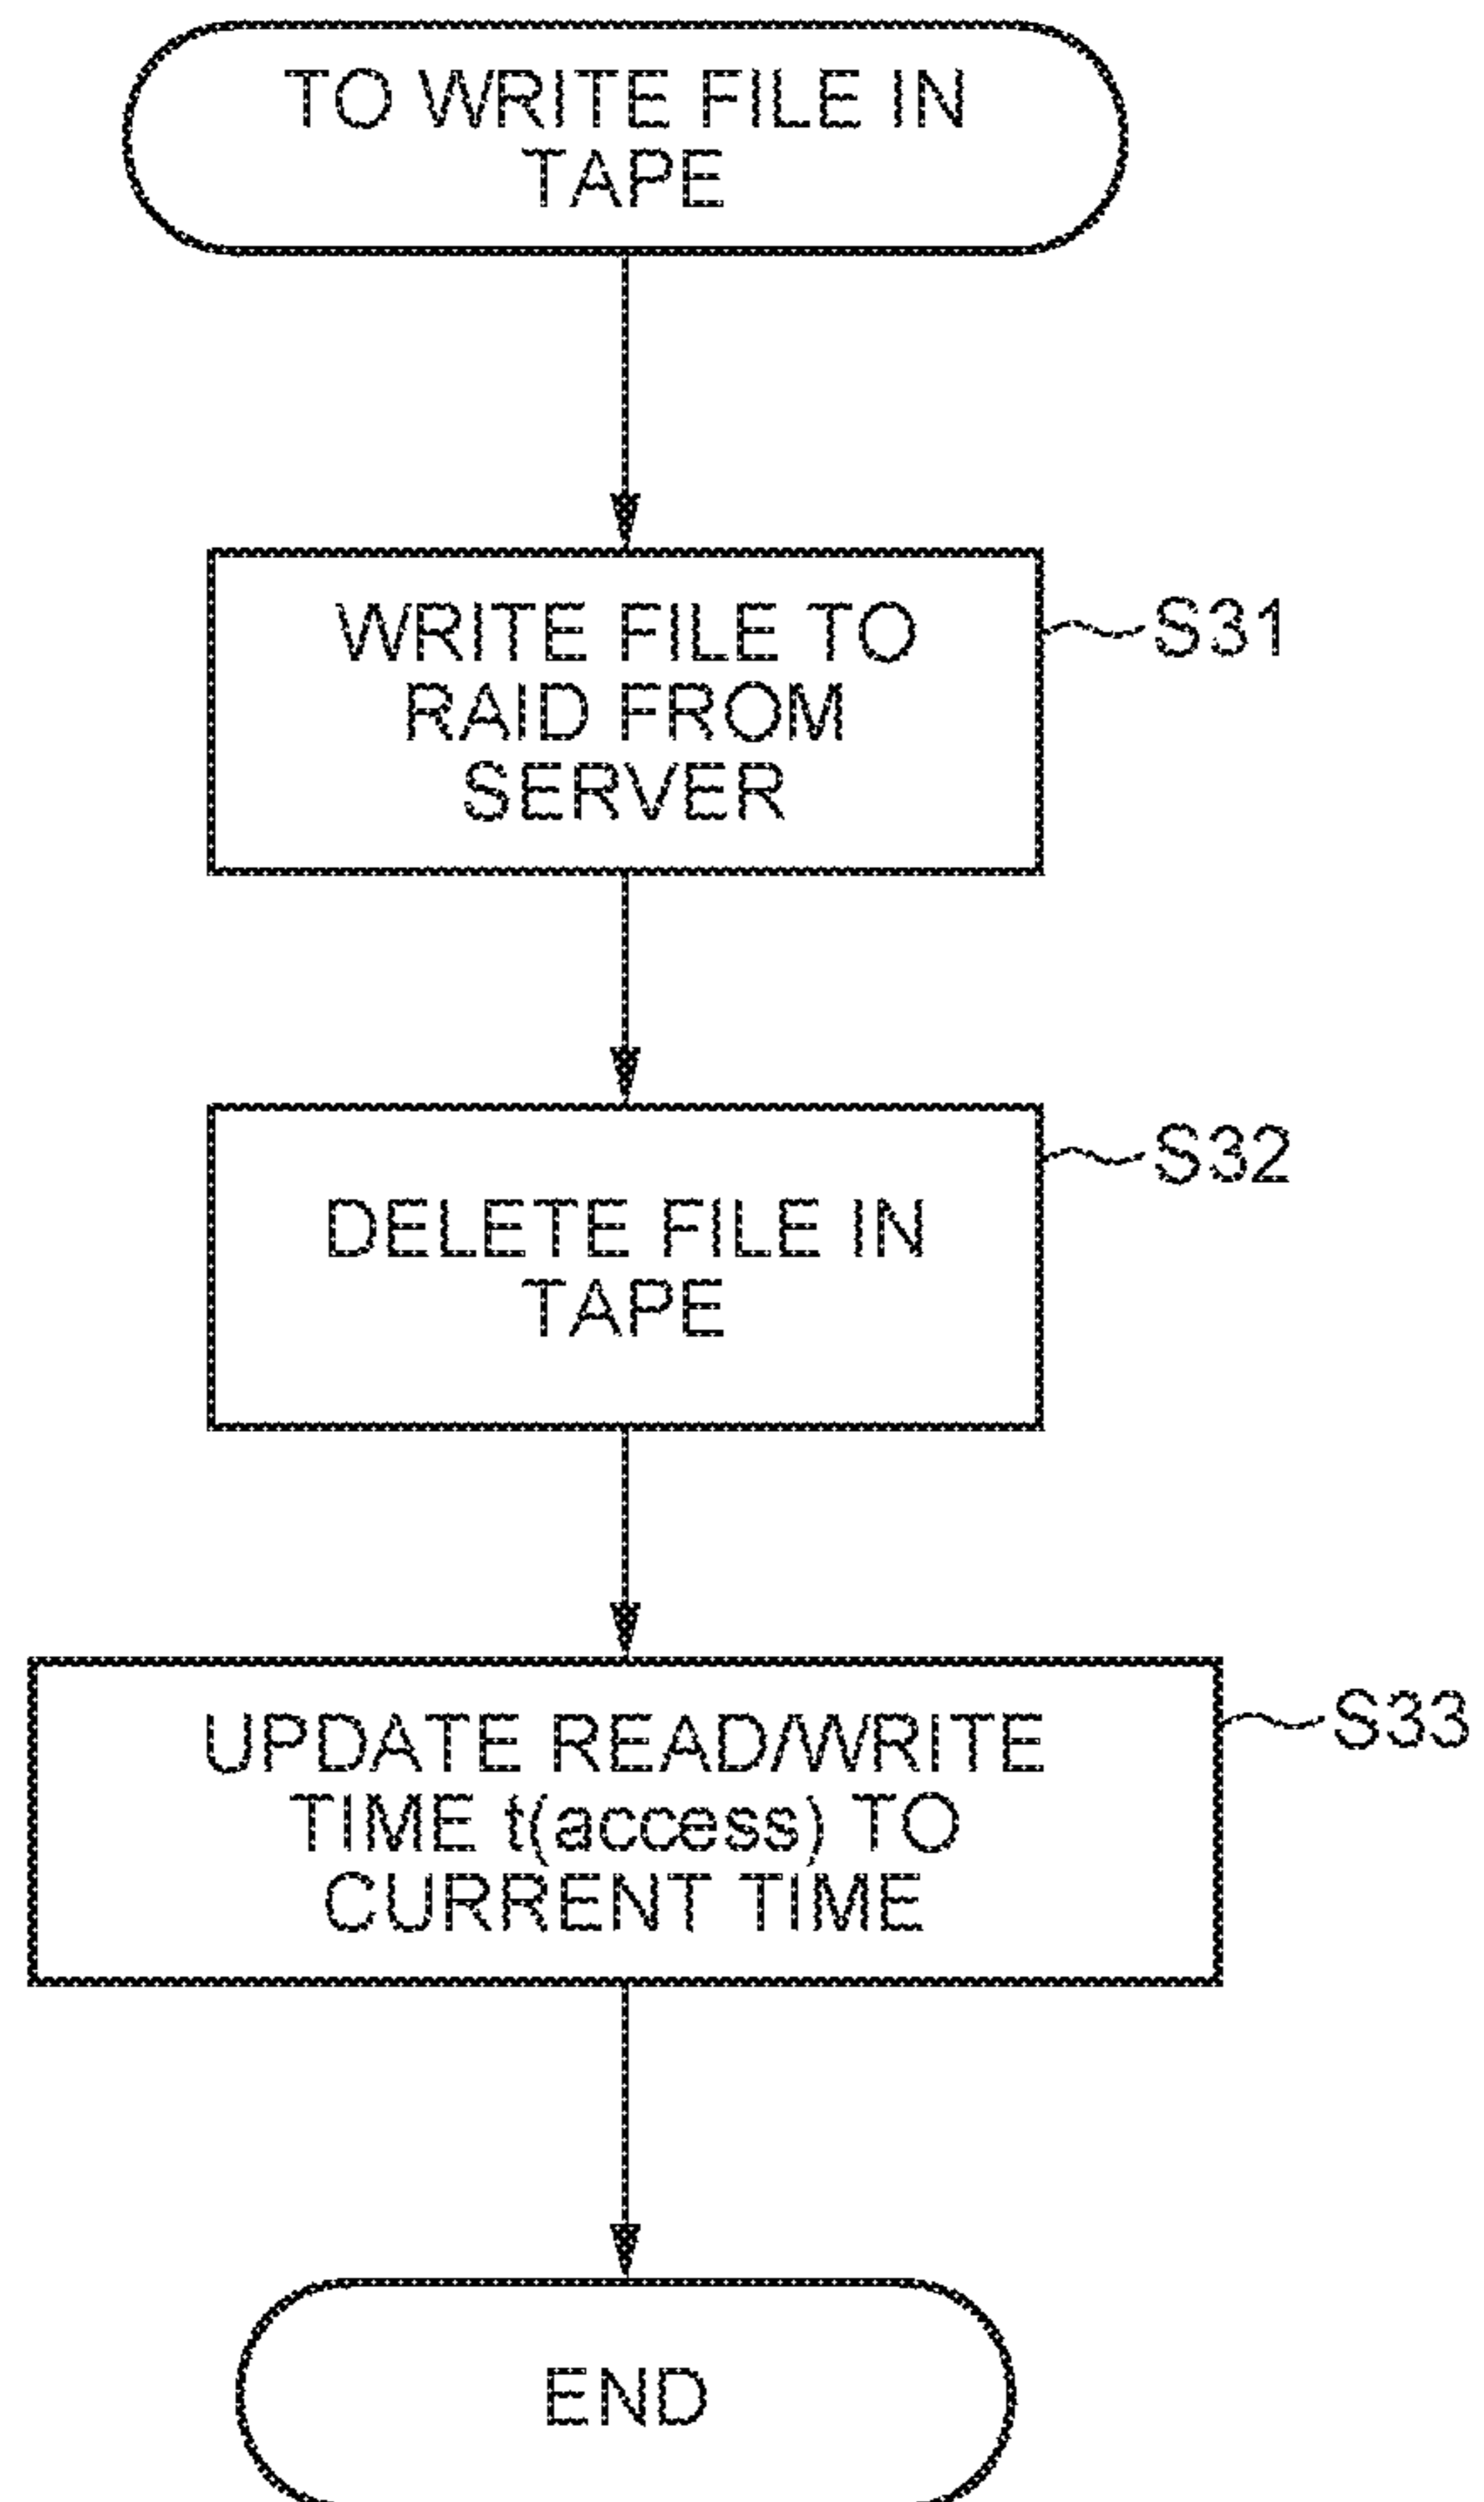 TO WRITE FILE IN
TAPE
WRITE FILE TO
RAID FROM
SERVER
S31
DELETE FILE IN
TAPE
S32
UPDATE READ/WRITE
TIME t(access) TO
CURRENT TIME
S33
END